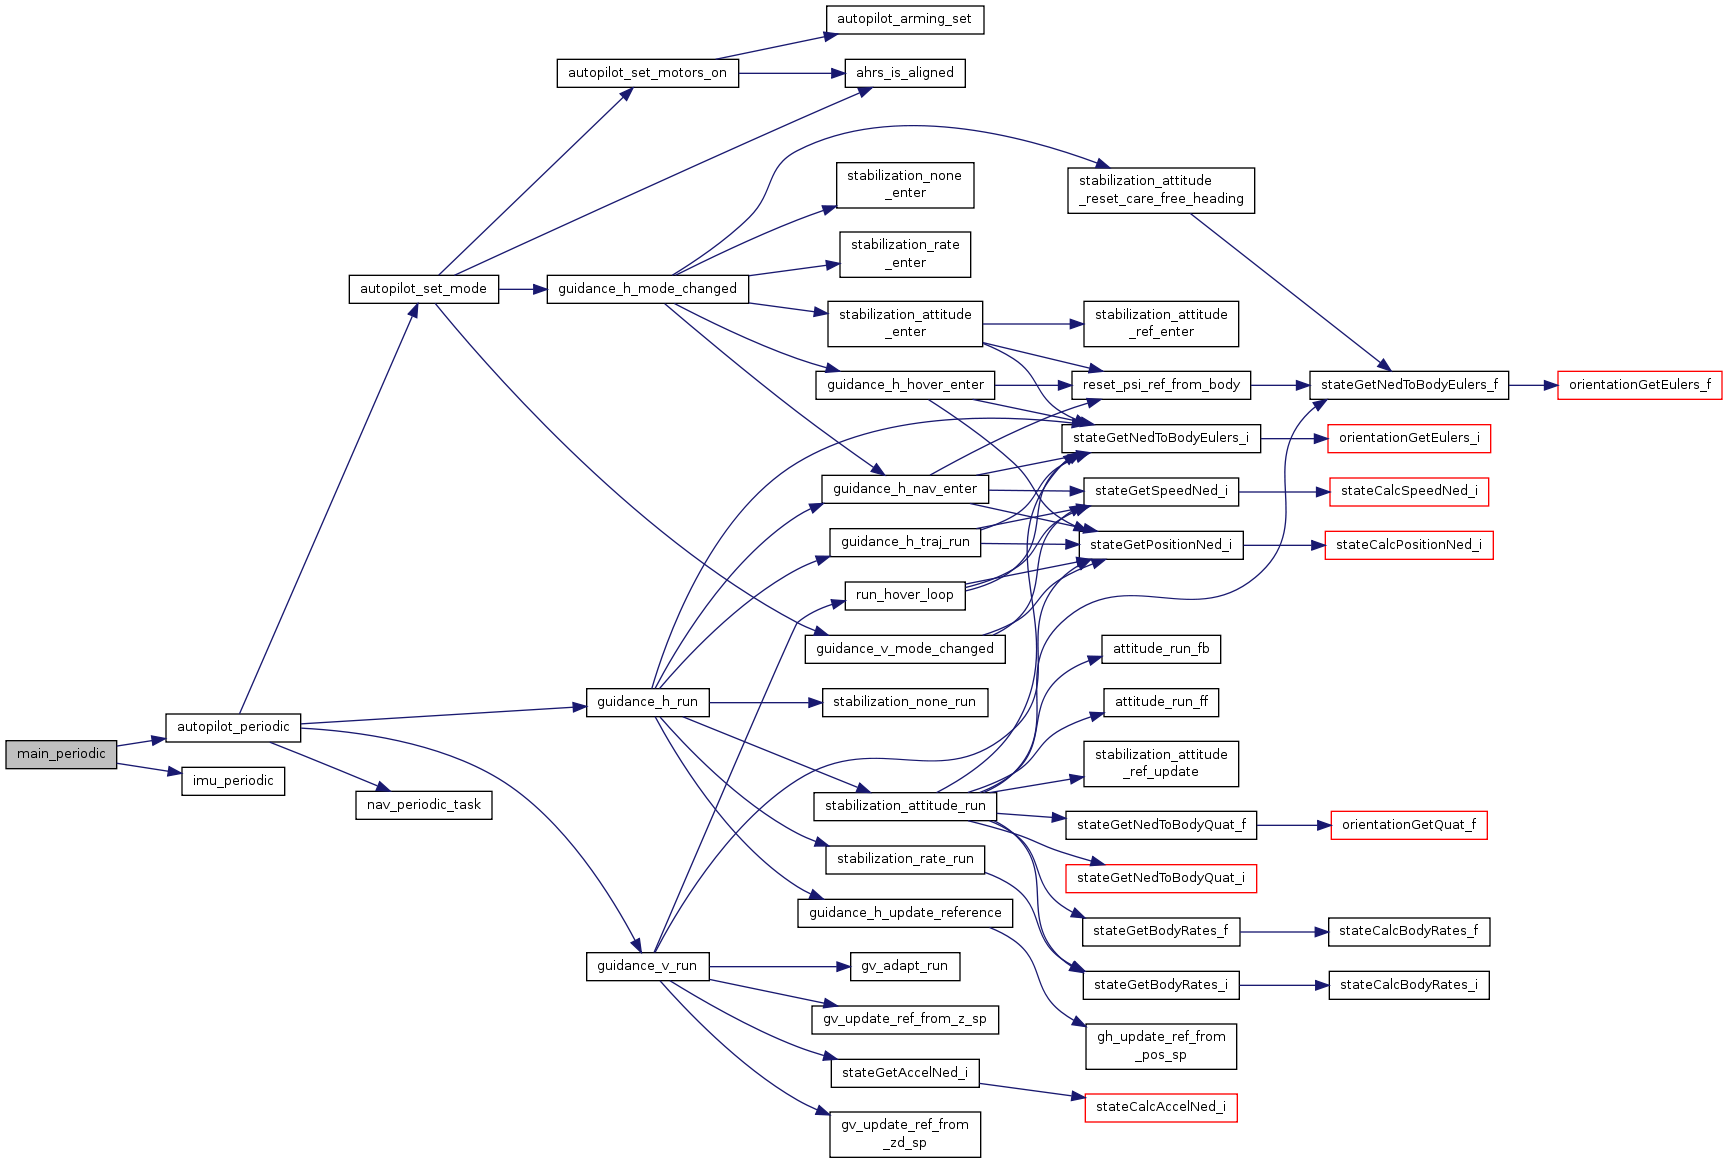 autopilot_arming_set
autopilot_set_motors_on
ahrs_is_aligned
stabilization_none
_enter
stabilization_attitude
_reset_care_free_heading
stabilization_rate
_enter
autopilot_set_mode
guidance_h_mode_changed
stabilization_attitude
_enter
stabilization_attitude
_ref_enter
guidance_h_hover_enter
reset_psi_ref_from_body
stateGetNedToBodyEulers_f
orientationGetEulers_f
stateGetNedToBodyEulers_i
orientationGetEulers_i
guidance_h_nav_enter
stateGetSpeedNed_i
stateCalcSpeedNed_i
guidance_h_traj_run
stateGetPositionNed_i
stateCalcPositionNed_i
run_hover_loop
guidance_v_mode_changed
attitude_run_fb
guidance_h_run
stabilization_none_run
attitude_run_ff
autopilot_periodic
main_periodic
imu_periodic
stabilization_attitude
_ref_update
nav_periodic_task
stabilization_attitude_run
stateGetNedToBodyQuat_f
orientationGetQuat_f
stabilization_rate_run
stateGetNedToBodyQuat_i
guidance_h_update_reference
stateGetBodyRates_f
stateCalcBodyRates_f
guidance_v_run
gv_adapt_run
stateGetBodyRates_i
stateCalcBodyRates_i
gv_update_ref_from_z_sp
gh_update_ref_from
_pos_sp
stateGetAccelNed_i
stateCalcAccelNed_i
gv_update_ref_from
_zd_sp